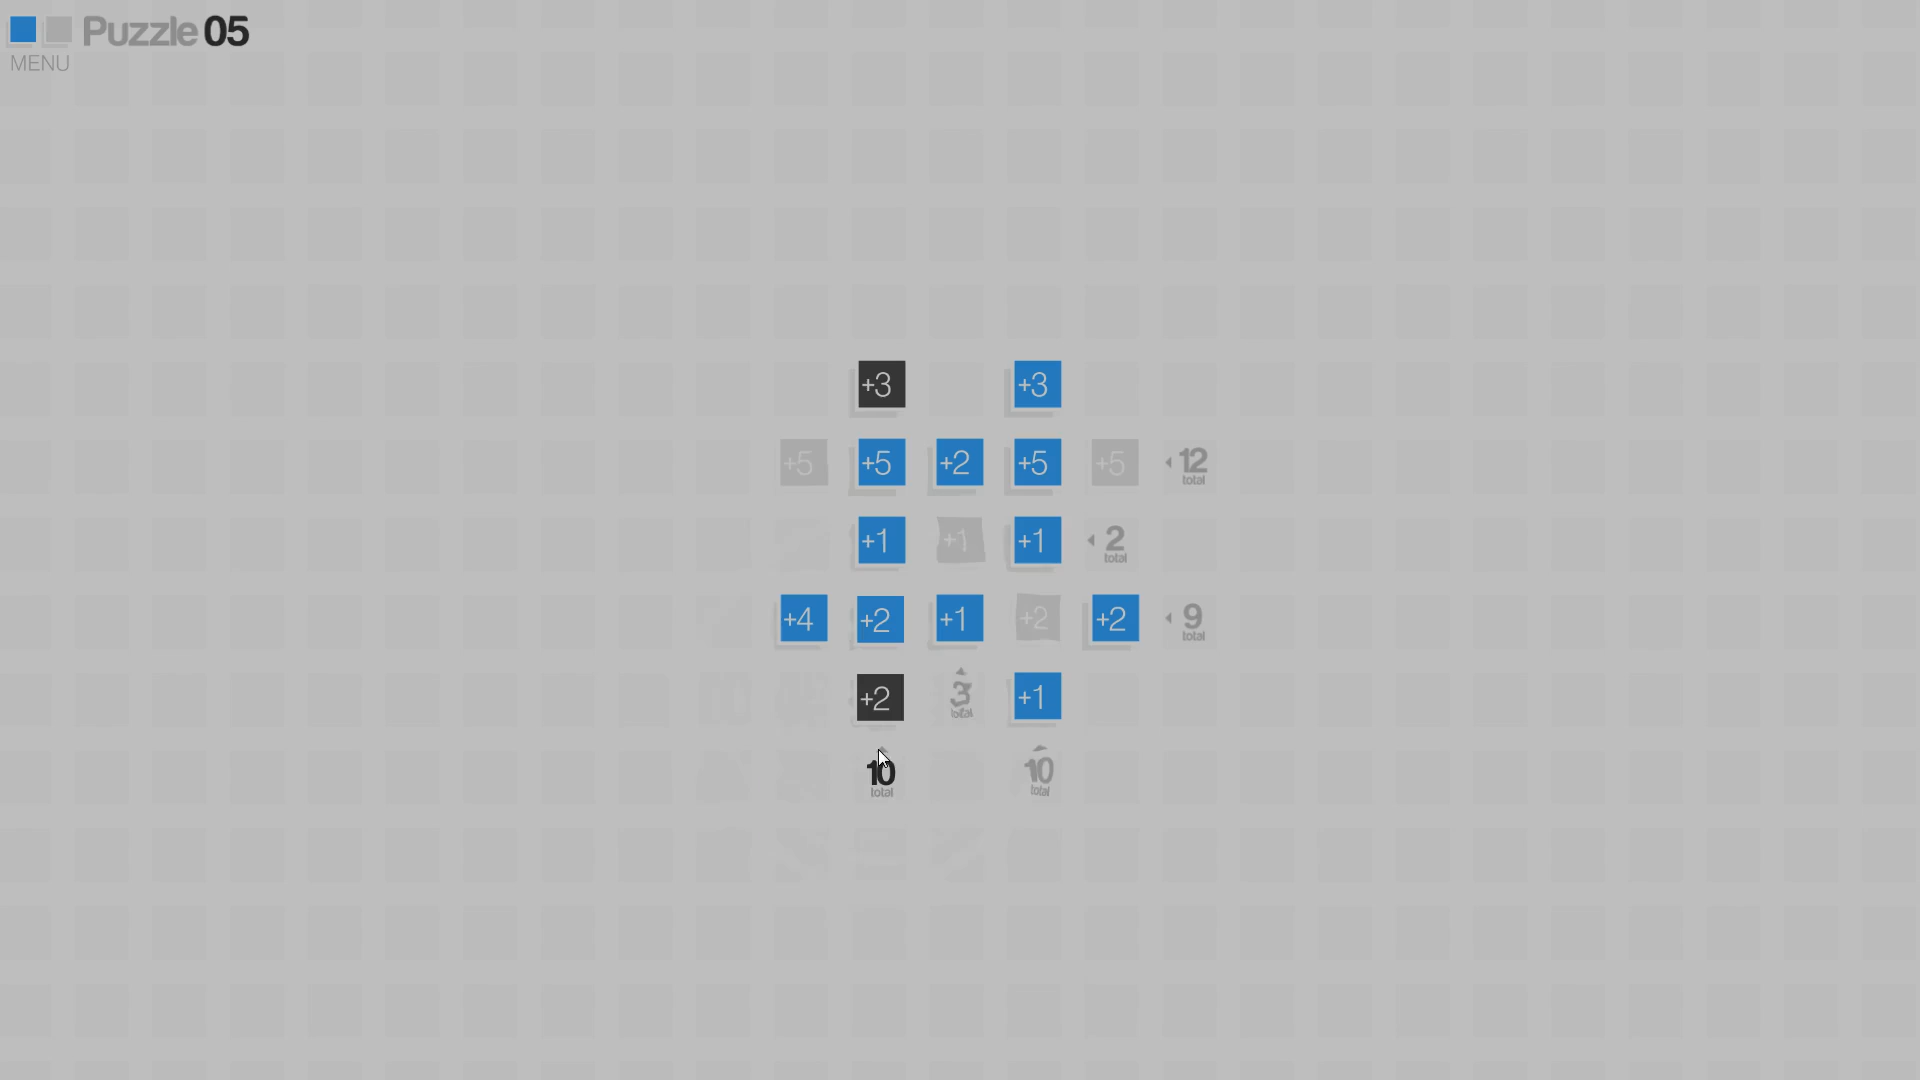 Puzzle 05
MENU
+3 +3
+5 +5 +2 +5 +5 12
total
+1 +1 +1 2
total
+4 +2 +1 +2 +2 9
total
+2 3 +1
total
10 10
total total